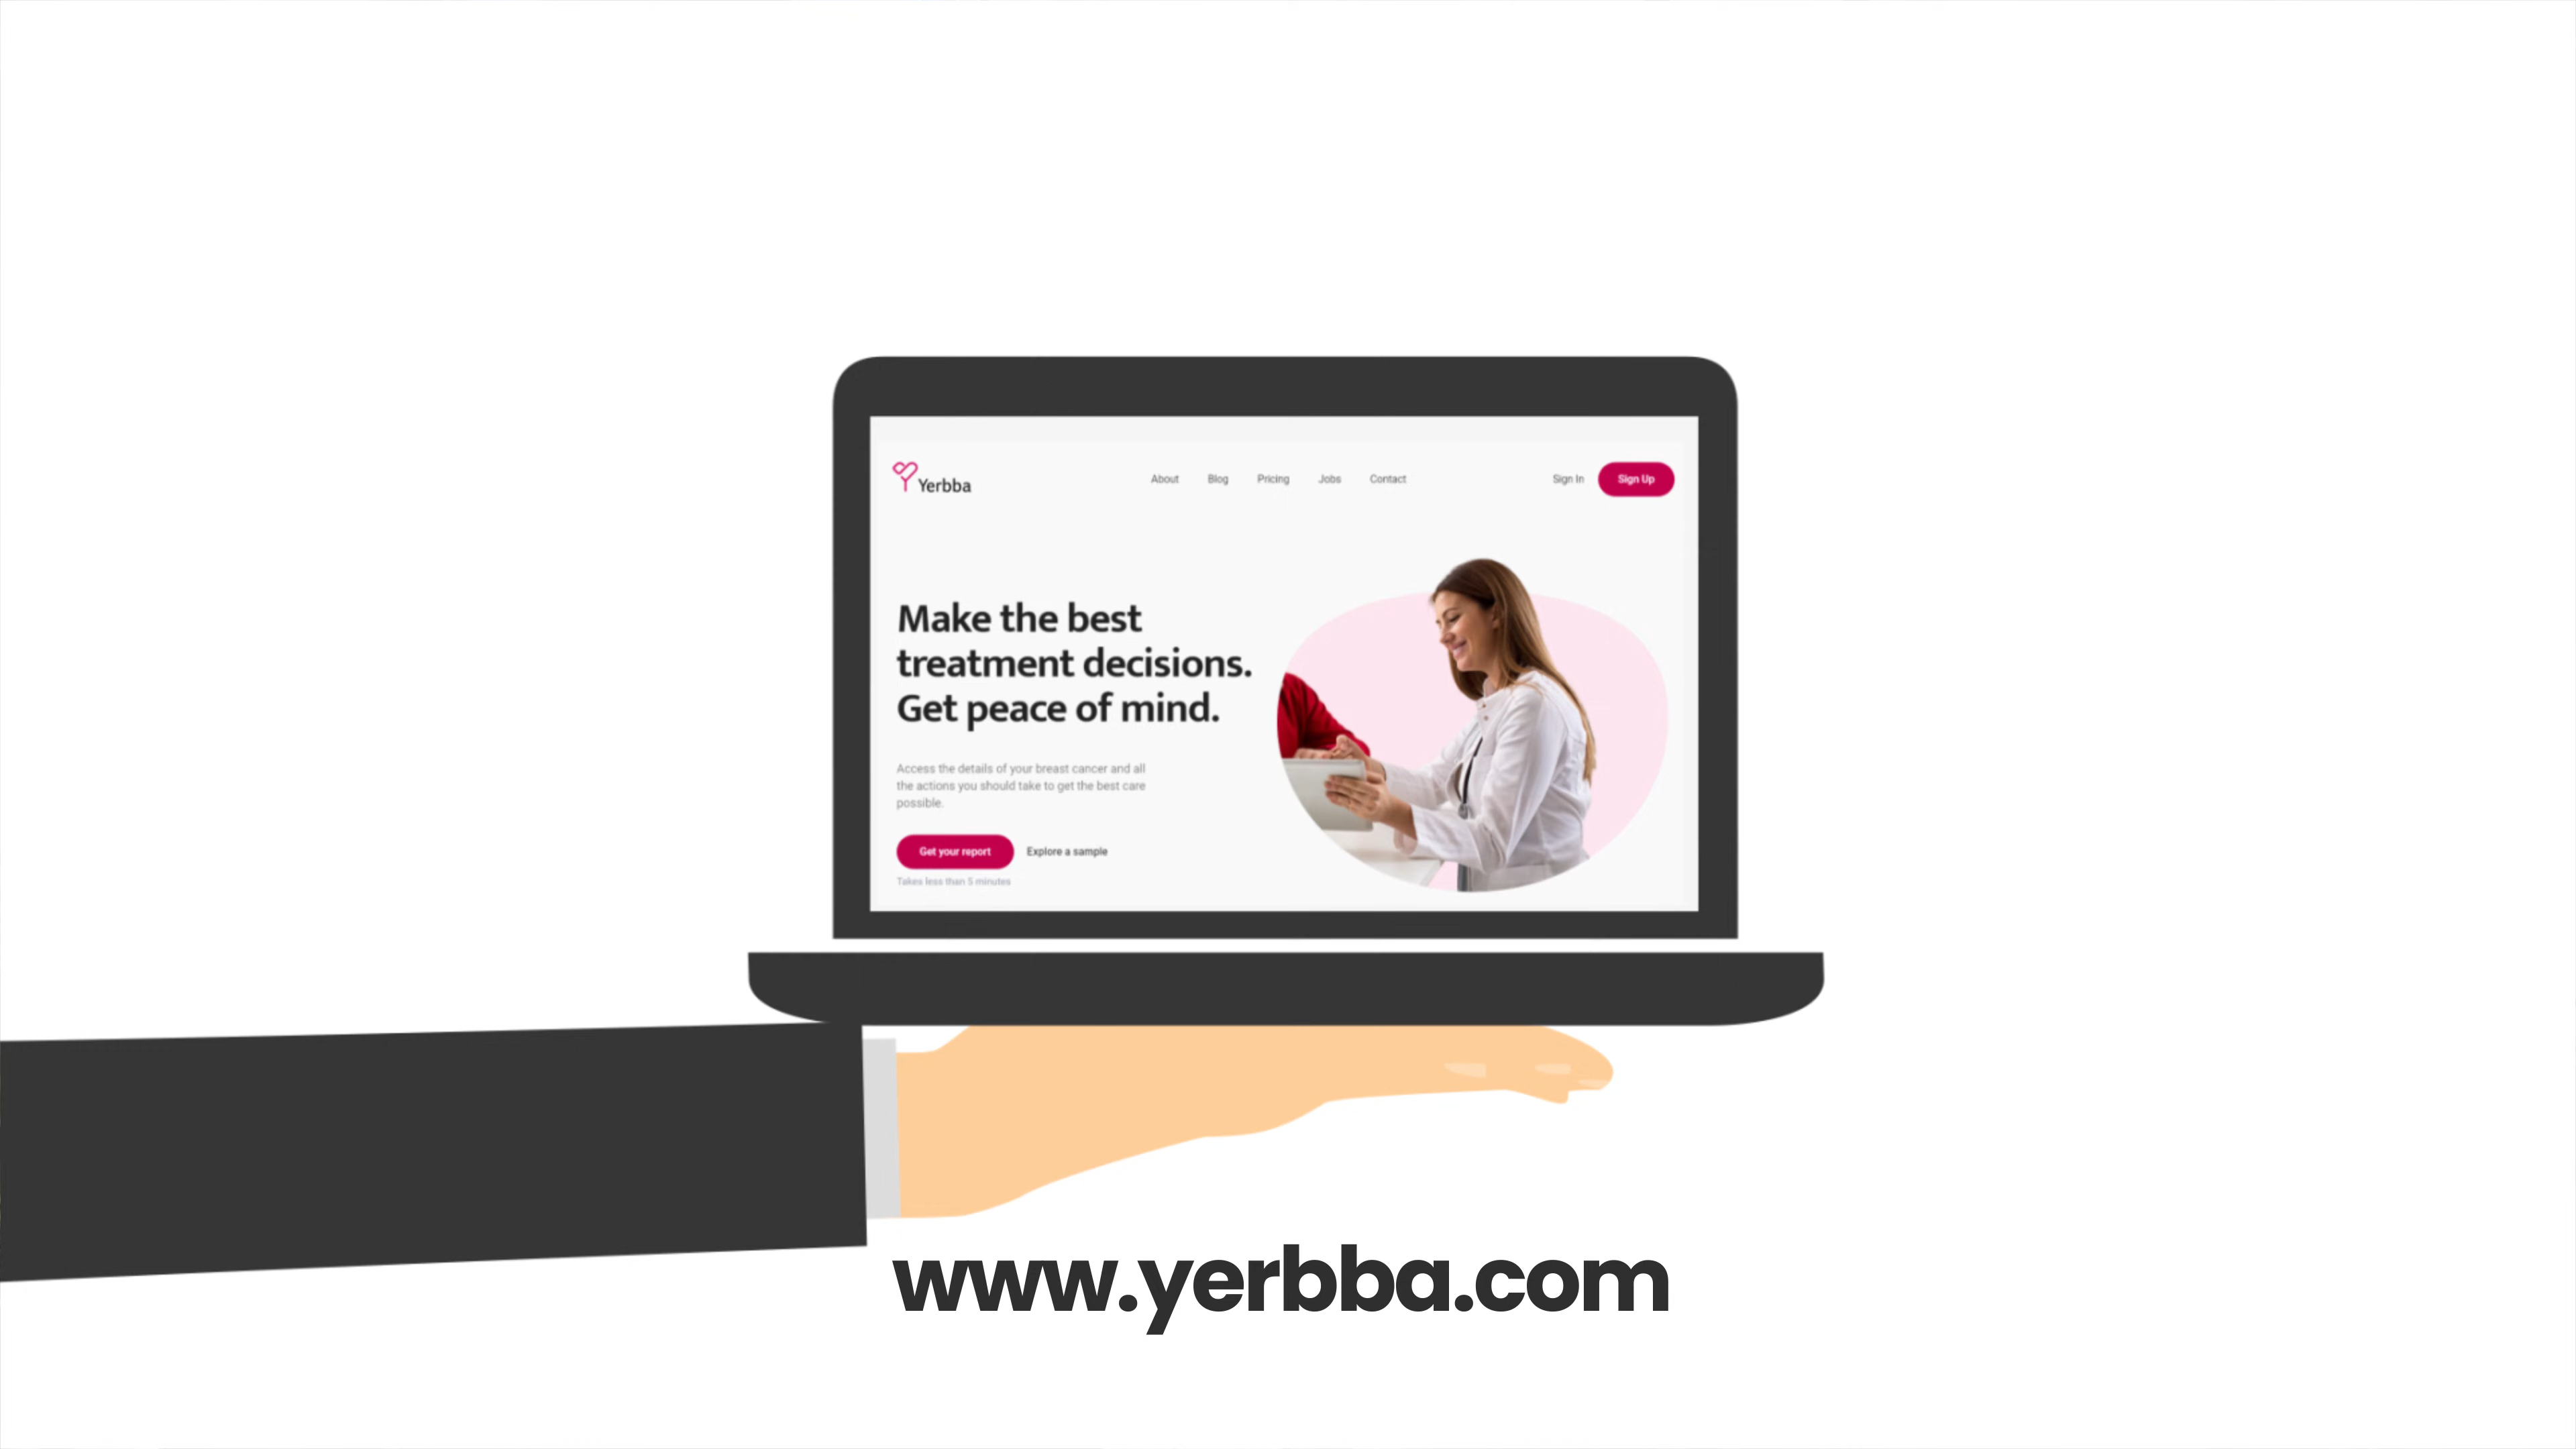 Yerbba
About Blog Pricing Jobs Contact
Sign In Sign Up
Make the best
treatment decisions.
Get peace of mind.
Access the details of your breast cancer and all
the actions you should take to get the best care
possible.
Get your report Explore a sample
Takes less than 5 minutes
www.yerbba.com